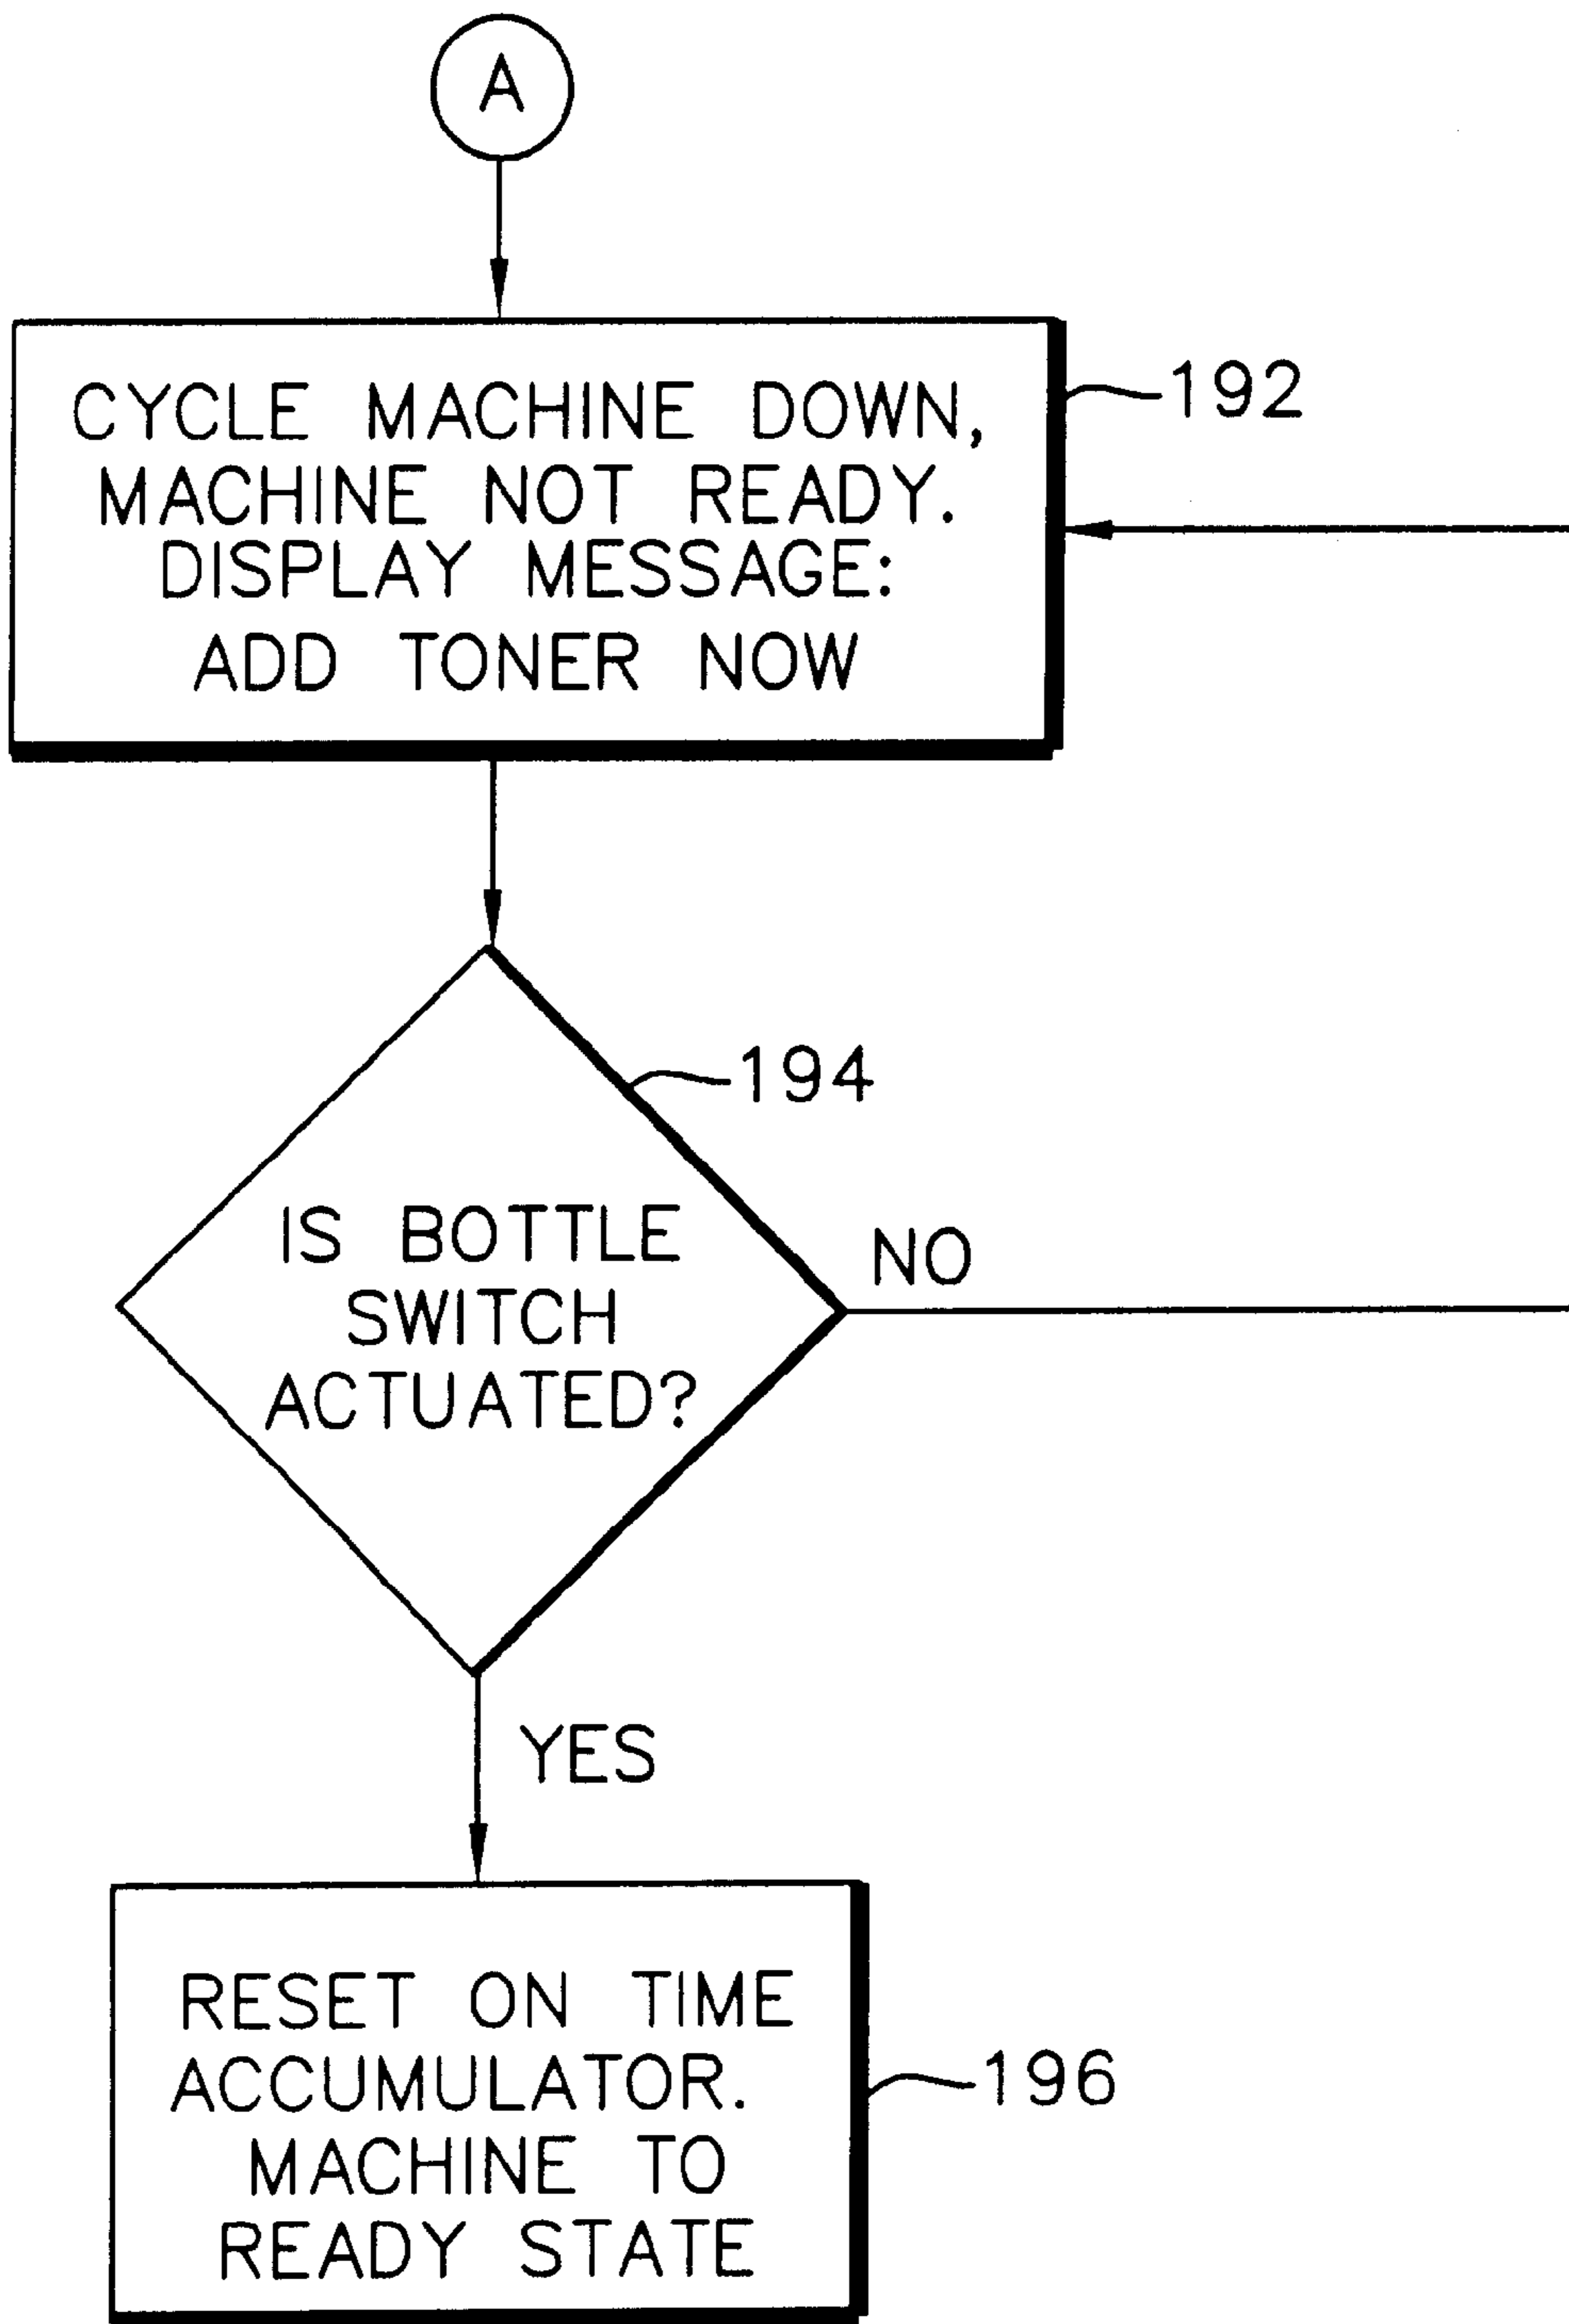 A
CYCLE MACHINE DOWN,
MACHINE NOT READY.
DISPLAY MESSAGE:
ADD TONER NOW
192
194
IS BOTTLE
SWITCH
ACTUATED?
NO
YES
RESET ON TIME
ACCUMULATOR.
MACHINE TO
READY STATE
196